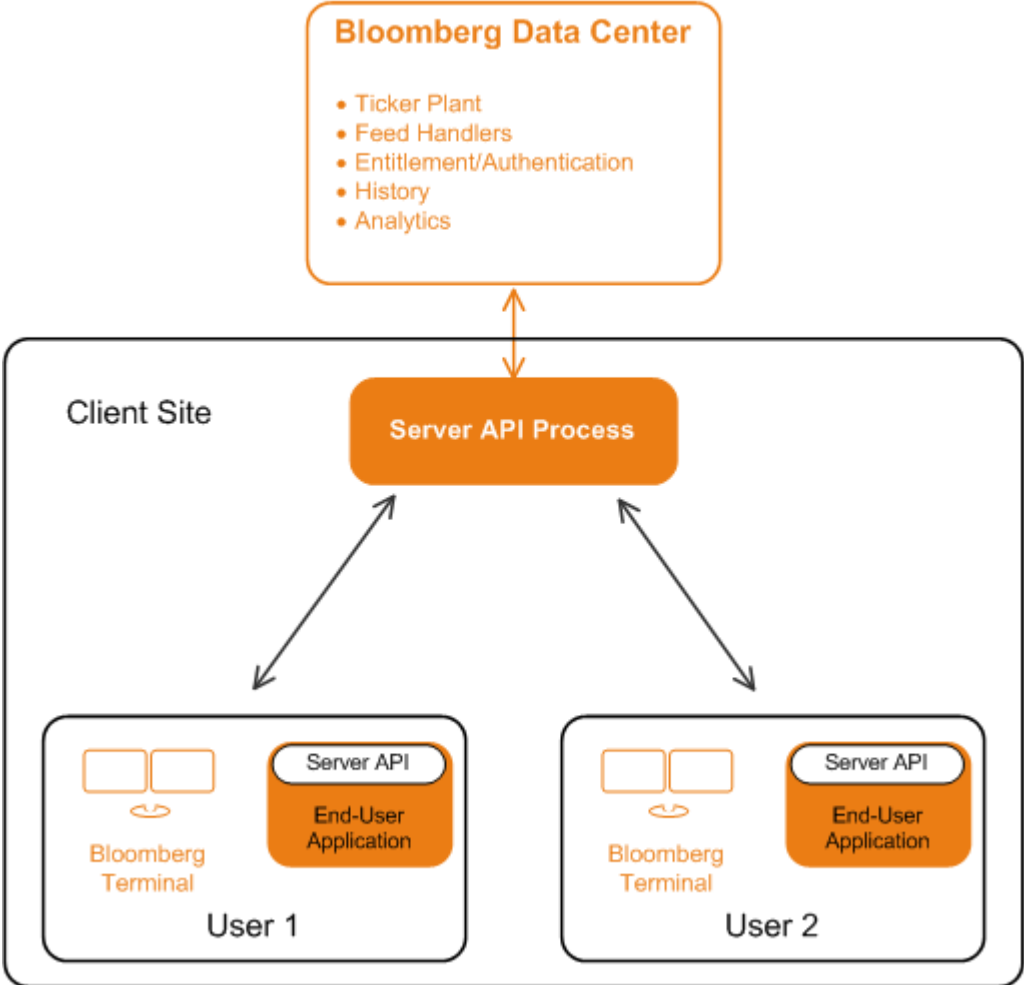 Bloomberg Data Center
• Ticker Plant
• Feed Handlers
• Entitlement/Authentication
• History
• Analytics
Client Site
Server API Process
Server API
End-User
Application
Bloomberg
Terminal
User 1
Server API
End-User
Application
Bloomberg
Terminal
User 2